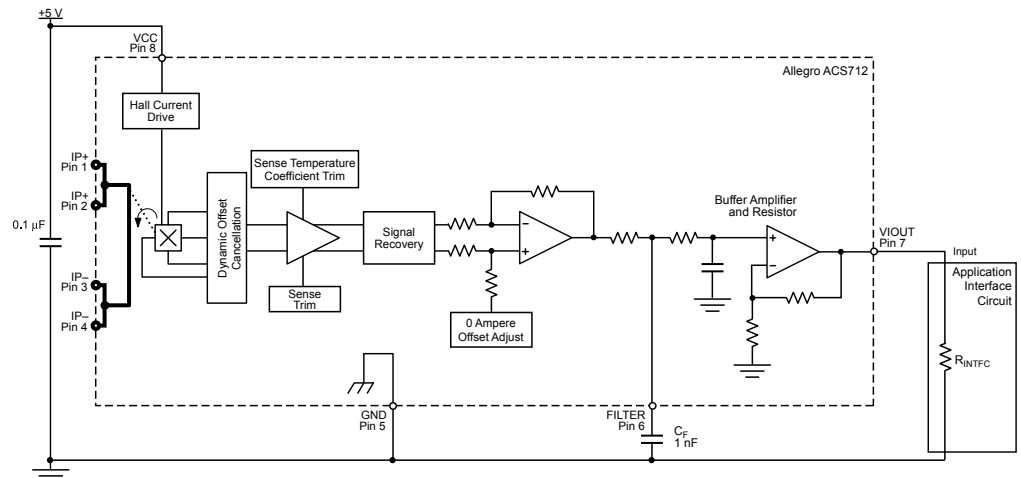 +5 V
VCC
Pin 8
Allegro ACS712
Hall Current
Drive
IP+
Pin 1
IP+
Pin 2
IP–
Pin 3
IP–
Pin 4
0.1 μF
Dynamic Offset
Cancellation
Sense Temperature
Coefficient Trim
Sense
Trim
Signal
Recovery
0 Ampere
Offset Adjust
Buffer Amplifier
and Resistor
VIOUT
Pin 7
Input
Application
Interface
Circuit
RINTFC
GND
Pin 5
FILTER
Pin 6
CF
1 nF